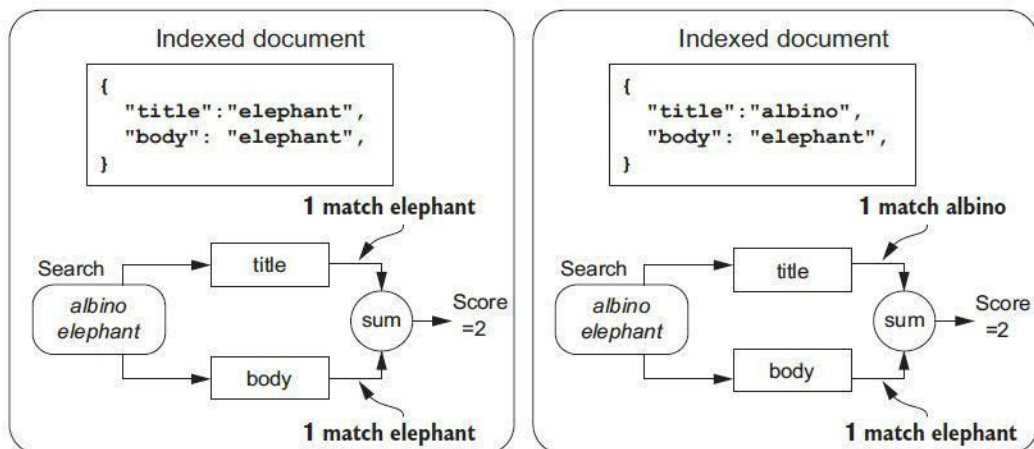 Indexed document
{
"title":"elephant",
"body": "elephant",
}
1 match elephant
Search
title
albino
elephant
sum
Score
=2
body
1 match elephant
Indexed document
{
"title":"albino",
"body": "elephant",
}
1 match albino
Search
title
albino
elephant
sum
Score
=2
body
1 match elephant